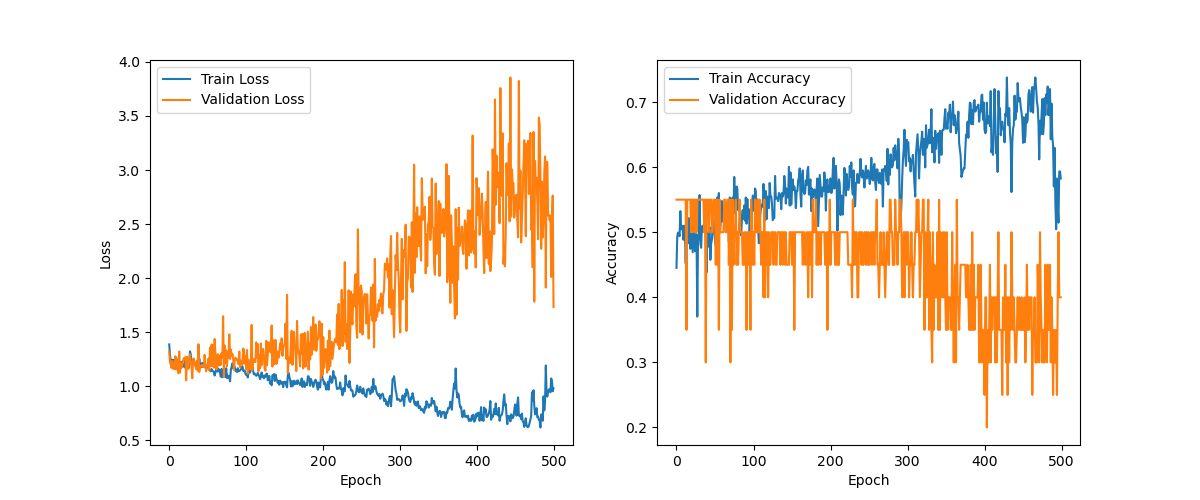 Train Loss
Validation Loss
4.0
3.5
3.0
2.5
2.0
1.5
1.0
0.5
Loss
0 100 200 300 400 500
Epoch
Train Accuracy
Validation Accuracy
0.7
0.6
0.5
0.4
0.3
0.2
Accuracy
0 100 200 300 400 500
Epoch